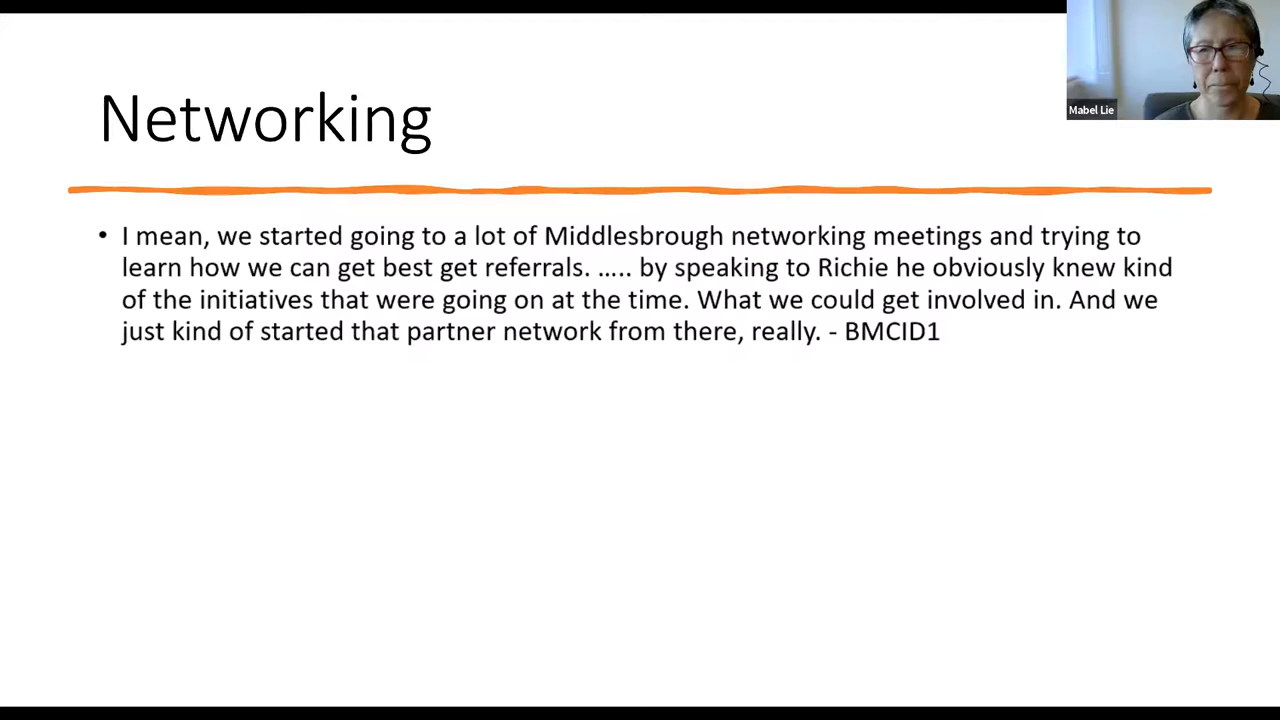 Networking
Mabel Lie
• I mean, we started going to a lot of Middlesbrough networking meetings and trying to
learn how we can get best get referrals. ….. by speaking to Richie he obviously knew kind
of the initiatives that were going on at the time. What we could get involved in. And we
just kind of started that partner network from there, really. - BMCID1